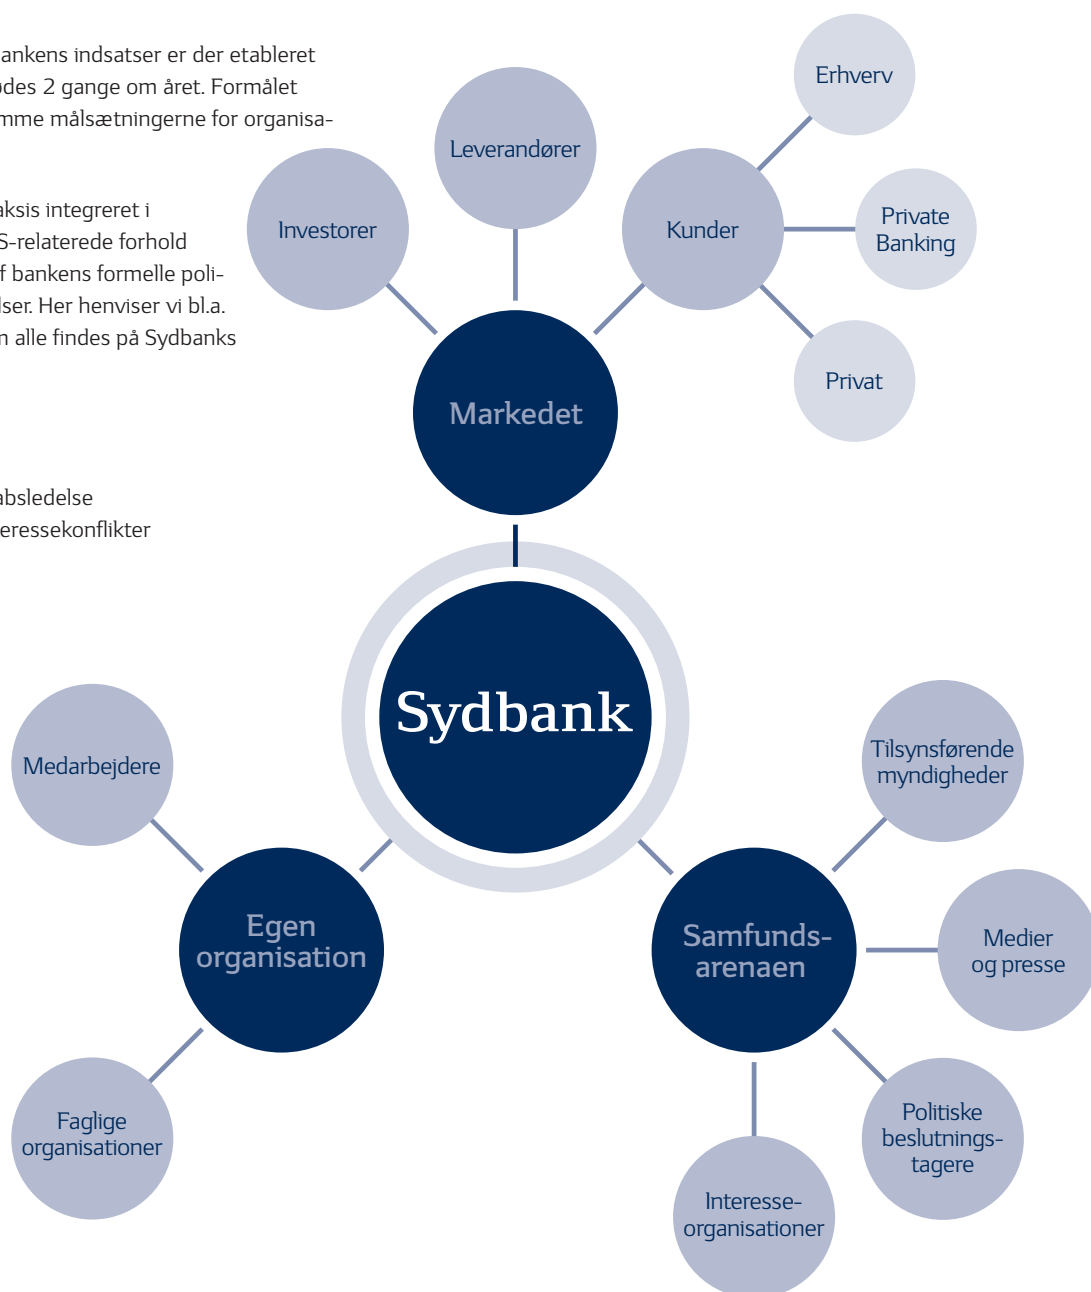 ankens indsatser er der etableret
des 2 gange om året. Formålet
mme målsætningerne for organisa-
aksis integreret i
S-relaterede forhold
f bankens formelle poli-
lser. Her henviser vi bl.a.
n alle findes på Sydbanks
absledelse
eressekonflikter
Erhverv
Leverandører
Investorer
Kunder
Private
Banking
Privat
Markedet
Sydbank
Medarbejdere
Tilsynsførende
myndigheder
Egen
organisation
Samfunds-
arenaen
Medier
og presse
Faglige
organisationer
Politiske
beslutnings-
tagere
Interesse-
organisationer